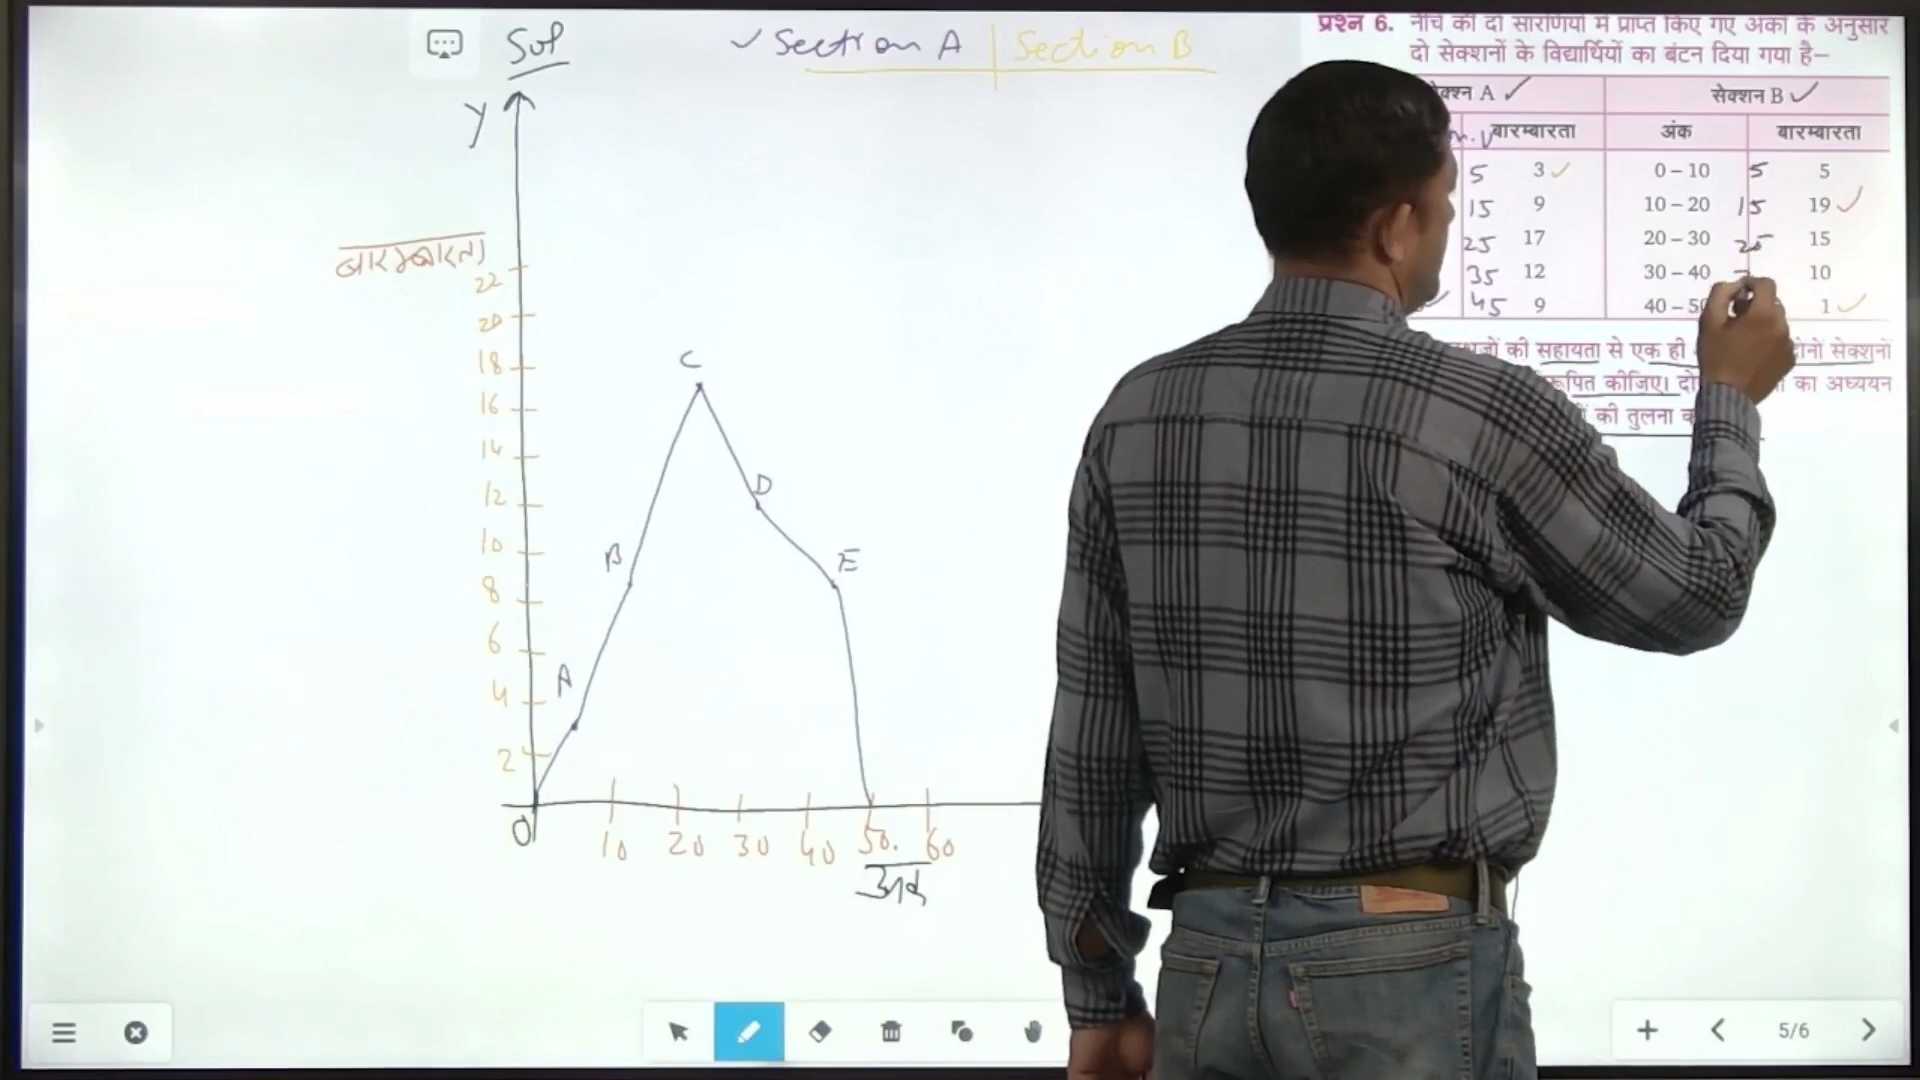 Sol ✓ Section A | Section B
प्रश्न 6. नीचे की दो सारणियों में प्राप्त किए गए अंकों के अनुसार
दो सेक्शनों के विद्यार्थियों का बंटन दिया गया है–
A ✓ सेक्शन B ✓
बारम्बारता अंक बारम्बारता
5 3 ✓ 0 – 10 5 5
15 9 10 – 20 15 19 ✓
25 17 20 – 30 25 15
35 12 30 – 40 10
45 9 40 – 50 1 ✓
की सहायता से एक ही दोनों सेक्शनों
कीजिए। का अध्ययन
की तुलना
Y
बारम्बारता
22
20
18
16
14
12
10
8
6
4
2
C
D
B E
A
0 10 20 30 40 50. 60
अंक
5/6